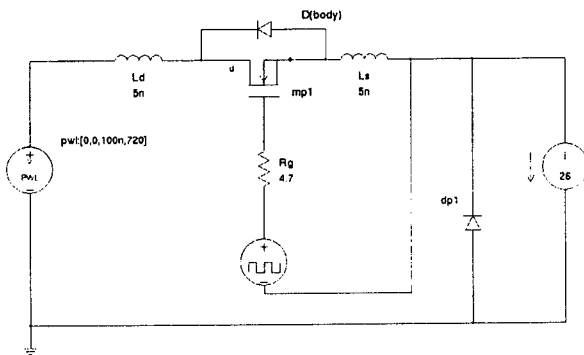 D(body)
Ld
5n
d
mp1
Ls
5n
pwl:[0,0,100n,720]
PWL
Rg
4.7
dp1
26